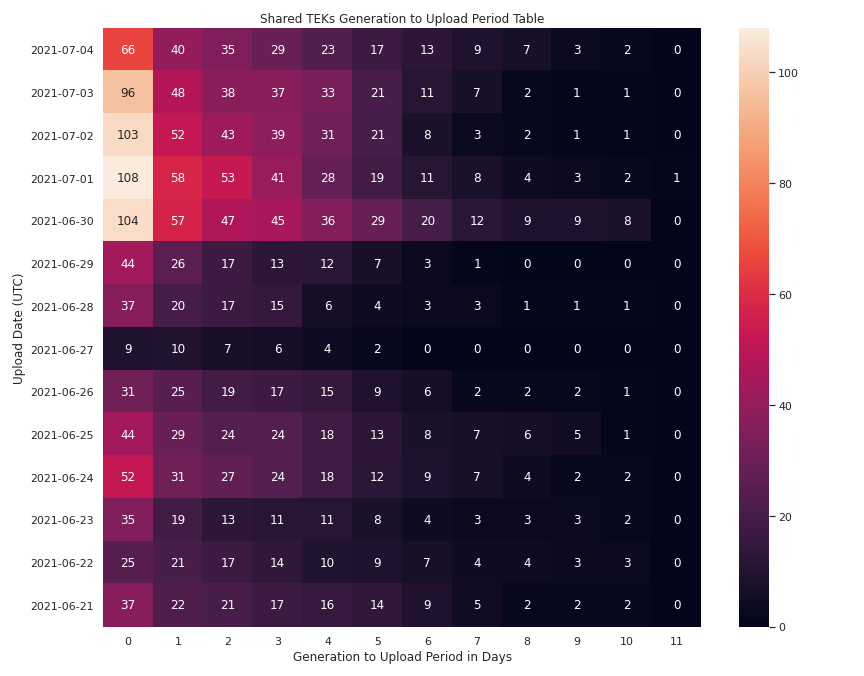 Shared TEKs Generation to Upload Period Table
Upload Date (UTC)
2021-07-04 66 40 35 29 23 17 13 9 7 3 2 0
2021-07-03 96 48 38 37 33 21 11 7 2 1 1 0
2021-07-02 103 52 43 39 31 21 8 3 2 1 1 0
2021-07-01 108 58 53 41 28 19 11 8 4 3 2 1
2021-06-30 104 57 47 45 36 29 20 12 9 9 8 0
2021-06-29 44 26 17 13 12 7 3 1 0 0 0 0
2021-06-28 37 20 17 15 6 4 3 3 1 1 1 0
2021-06-27 9 10 7 6 4 2 0 0 0 0 0 0
2021-06-26 31 25 19 17 15 9 6 2 2 2 1 0
2021-06-25 44 29 24 24 18 13 8 7 6 5 1 0
2021-06-24 52 31 27 24 18 12 9 7 4 2 2 0
2021-06-23 35 19 13 11 11 8 4 3 3 3 2 0
2021-06-22 25 21 17 14 10 9 7 4 4 3 3 0
2021-06-21 37 22 21 17 16 14 9 5 2 2 2 0
0 1 2 3 4 5 6 7 8 9 10 11
Generation to Upload Period in Days
100
80
60
40
20
0